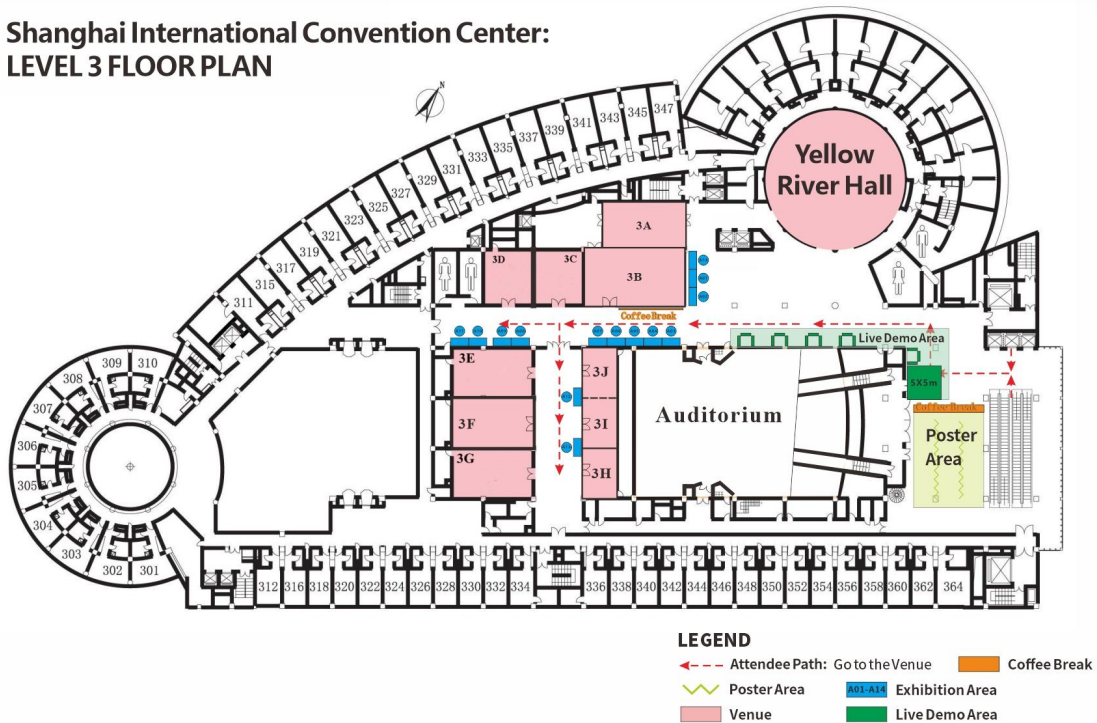 Shanghai International Convention Center:
LEVEL 3 FLOOR PLAN
N
347
345
343
341
339
337
335
333
331
329
327
325
323
321
319
317
315
311
Yellow
River Hall
3A
3B
3C
3D
Coffee Break
Live Demo Area
5X5m
Coffee Break
Poster
Area
3E
3F
3G
3J
3I
3H
Auditorium
310
309
308
307
306
305
304
303
302
301
312
316
318
320
322
324
326
328
330
332
334
336
338
340
342
344
346
348
350
352
354
356
358
360
362
364
LEGEND
Attendee Path: Go to the Venue
Coffee Break
Poster Area
A01-A14 Exhibition Area
Venue
Live Demo Area